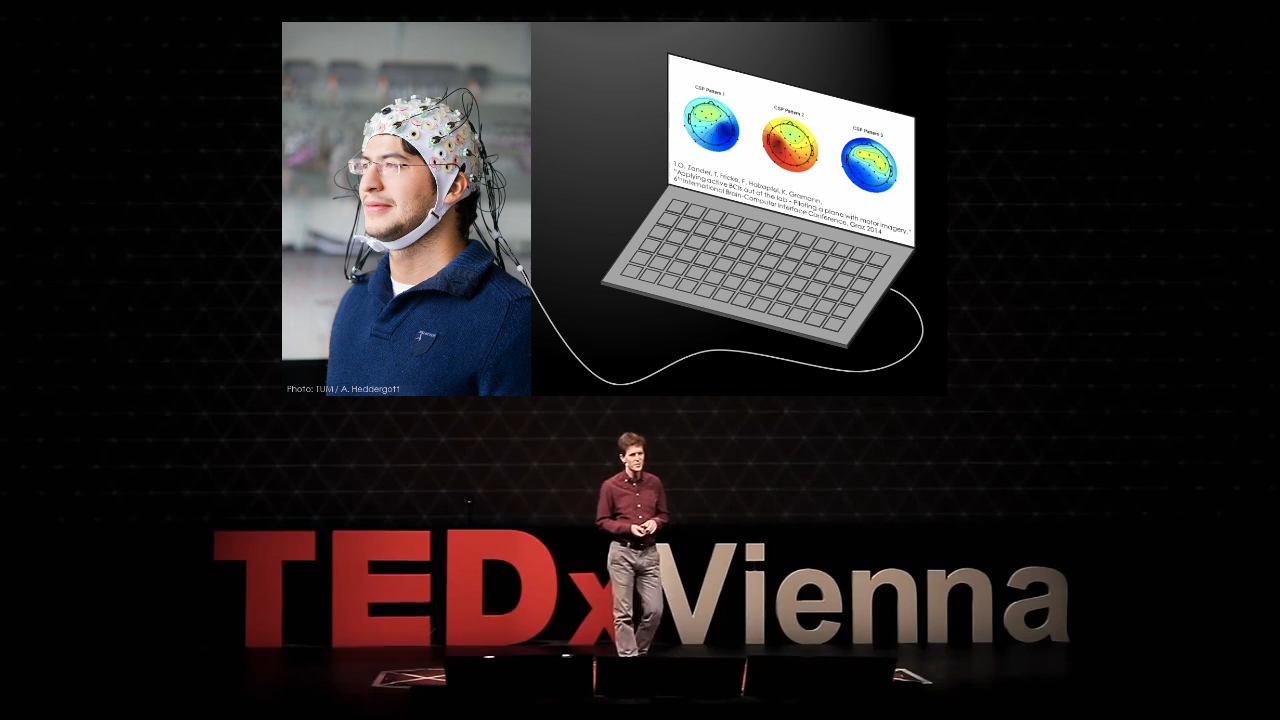 CSP Pattern 1
CSP Pattern 2
CSP Pattern 3
T.O. Zander, T. Fricke, F. Holzapfel, K. Gramann,
"Applying active BCIs out of the lab - Piloting a plane with motor imagery,"
6th International Brain-Computer Interface Conference, Graz 2014
Photo: TUM / A. Heddergott
TEDxVienna